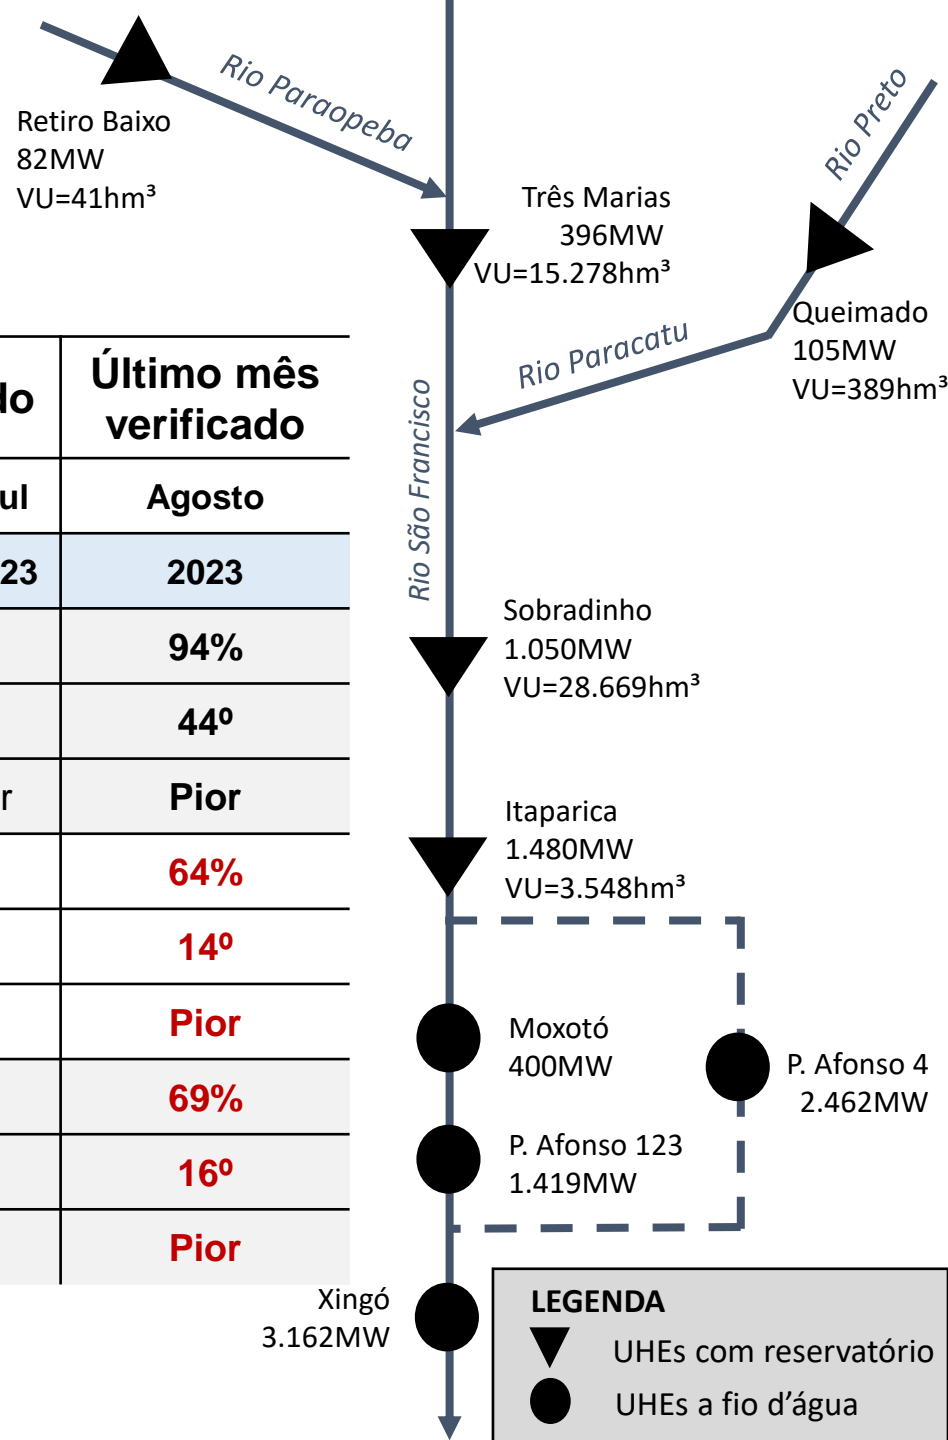 Rio Paraopeba
Retiro Baixo
82MW
VU=41hm³
Rio Preto
Três Marias
396MW
VU=15.278hm³
Queimado
105MW
VU=389hm³
Rio Paracatu
Rio São Francisco
Último mês
verificado
Agosto
23
2023
94%
44º
Pior
64%
14º
Pior
69%
16º
Pior
Sobradinho
1.050MW
VU=28.669hm³
Itaparica
1.480MW
VU=3.548hm³
Moxotó
400MW
P. Afonso 4
2.462MW
P. Afonso 123
1.419MW
Xingó
3.162MW
LEGENDA
UHEs com reservatório
UHEs a fio d'água